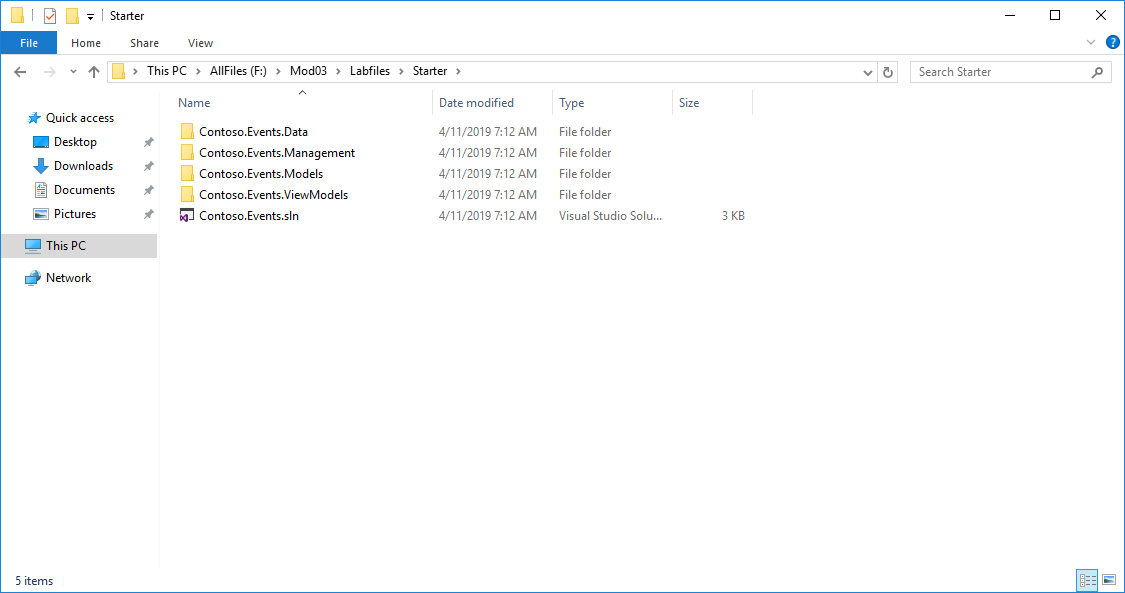 Starter
File Home Share View
This PC AllFiles (F:) Mod03 Labfiles Starter Search Starter
Name Date modified Type Size
Quick access
Desktop
Downloads
Documents
Pictures
This PC
Network
Contoso.Events.Data 4/11/2019 7:12 AM File folder
Contoso.Events.Management 4/11/2019 7:12 AM File folder
Contoso.Events.Models 4/11/2019 7:12 AM File folder
Contoso.Events.ViewModels 4/11/2019 7:12 AM File folder
Contoso.Events.sln 4/11/2019 7:12 AM Visual Studio Solu... 3 KB
5 items